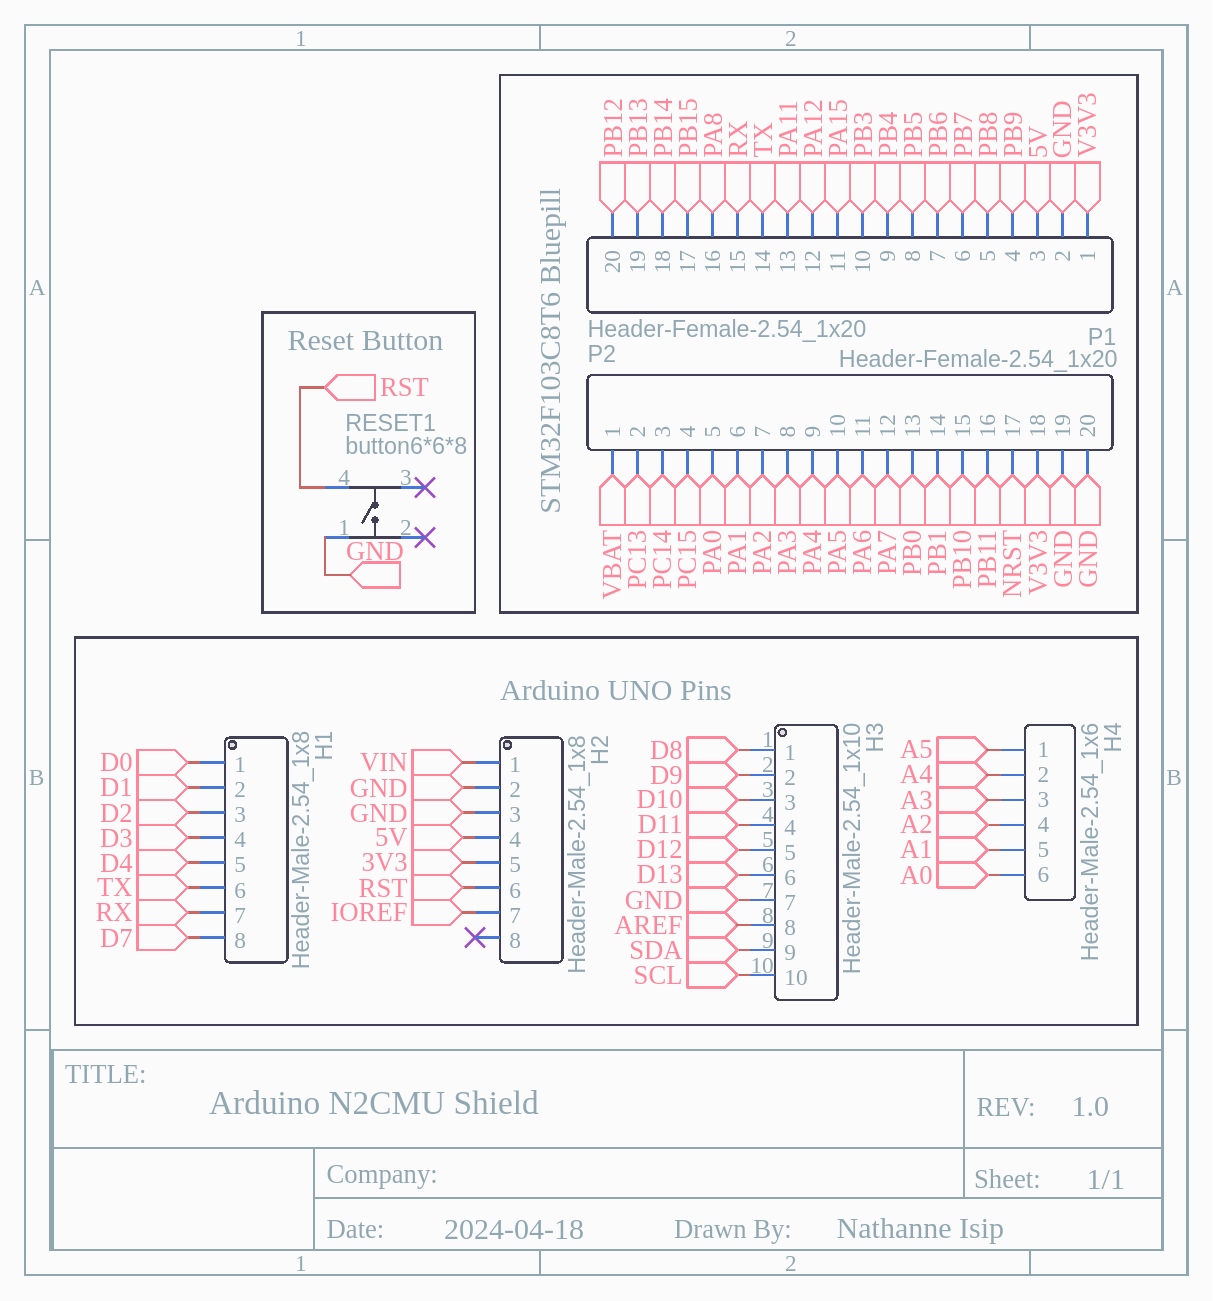 1 2
A A
B B
PB12 PB13 PB14 PB15 PA8 RX TX PA11 PA12 PA15 PB3 PB4 PB5 PB6 PB7 PB8 PB9 5V GND V3V3
20 19 18 17 16 15 14 13 12 11 10 9 8 7 6 5 4 3 2 1
Header-Female-2.54_1x20
P1
P2
Header-Female-2.54_1x20
1 2 3 4 5 6 7 8 9 10 11 12 13 14 15 16 17 18 19 20
VBAT PC13 PC14 PC15 PA0 PA1 PA2 PA3 PA4 PA5 PA6 PA7 PB0 PB1 PB10 PB11 NRST V3V3 GND GND
STM32F103C8T6 Bluepill
Reset Button
RST
RESET1
button6*6*8
4 3
1 2
GND
Arduino UNO Pins
D0 1
D1 2
D2 3
D3 4
D4 5
TX 6
RX 7
D7 8
Header-Male-2.54_1x8
H1
VIN 1
GND 2
GND 3
5V 4
3V3 5
RST 6
IOREF 7
8
Header-Male-2.54_1x8
H2
D8 1 1
D9 2 2
D10 3 3
D11 4 4
D12 5 5
D13 6 6
GND 7 7
AREF 8 8
SDA 9 9
SCL 10 10
Header-Male-2.54_1x10
H3
A5 1
A4 2
A3 3
A2 4
A1 5
A0 6
Header-Male-2.54_1x6
H4
TITLE:
Arduino N2CMU Shield
REV: 1.0
Company:
Sheet: 1/1
Date: 2024-04-18
Drawn By: Nathanne Isip
1 2